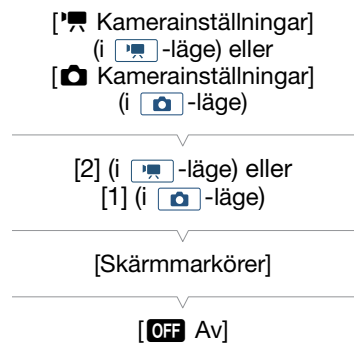 [ Kamerainställningar]
(i -läge) eller
[ Kamerainställningar]
(i -läge)
[2] (i -läge) eller
[1] (i -läge)
[Skärmmarkörer]
[OFF Av]